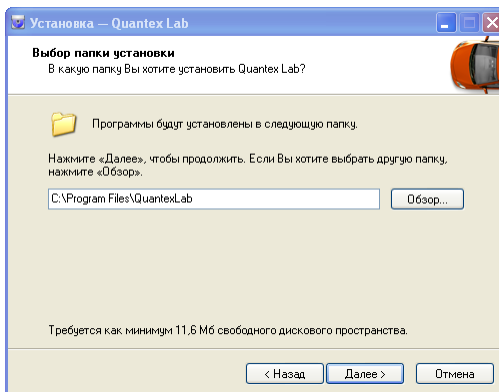 Установка — Quantex Lab
Выбор папки установки
В какую папку Вы хотите установить Quantex Lab?
Программы будут установлены в следующую папку.
Нажмите «Далее», чтобы продолжить. Если Вы хотите выбрать другую папку,
нажмите «Обзор».
C:\Program Files\QuantexLab
Обзор...
Требуется как минимум 11,6 Мб свободного дискового пространства.
< Назад
Далее >
Отмена